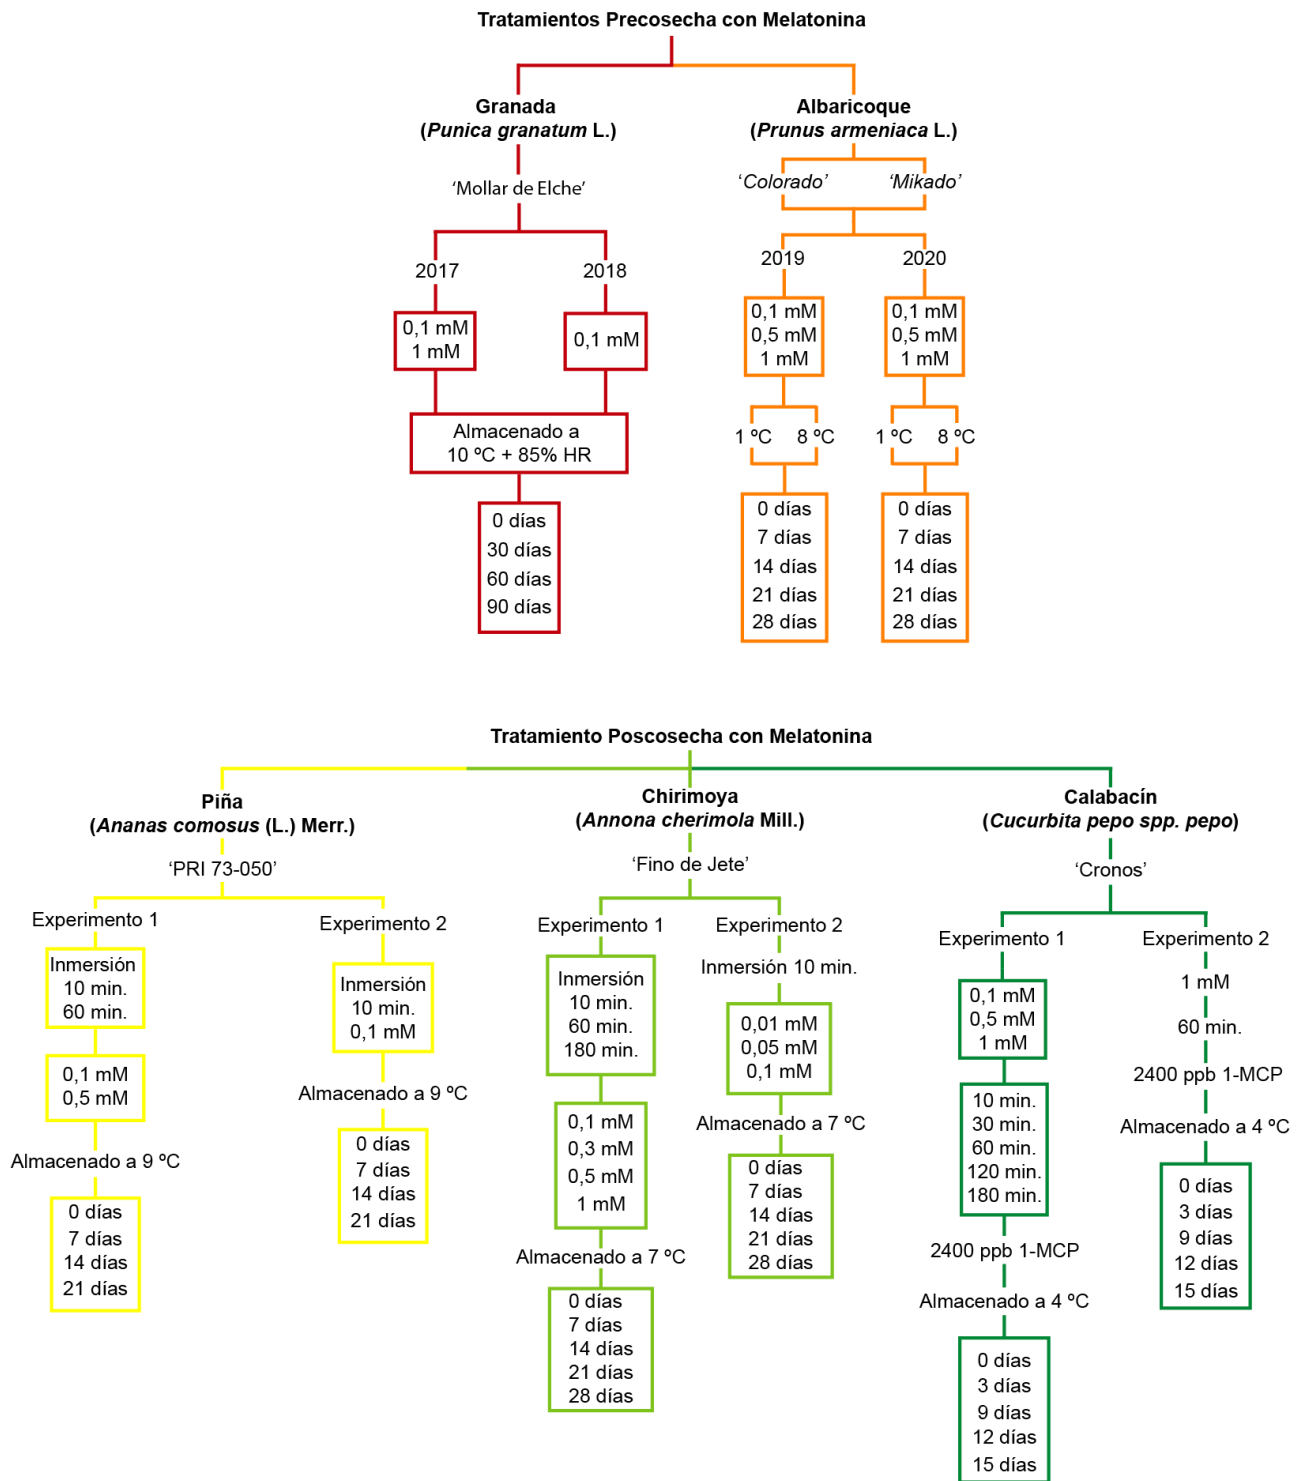 Tratamientos Precosecha con Melatonina
Granada
(Punica granatum L.)
‘Mollar de Elche’
2017
2018
0,1 mM
1 mM
0,1 mM
Almacenado a
10 ºC + 85% HR
0 días
30 días
60 días
90 días
Albaricoque
(Prunus armeniaca L.)
‘Colorado’
‘Mikado’
2019
2020
0,1 mM
0,5 mM
1 mM
0,1 mM
0,5 mM
1 mM
1 ºC
8 ºC
1 ºC
8 ºC
0 días
7 días
14 días
21 días
28 días
0 días
7 días
14 días
21 días
28 días
Tratamiento Poscosecha con Melatonina
Piña
(Ananas comosus (L.) Merr.)
‘PRI 73-050’
Experimento 1
Inmersión
10 min.
60 min.
0,1 mM
0,5 mM
Almacenado a 9 ºC
0 días
7 días
14 días
21 días
Experimento 2
Inmersión
10 min.
0,1 mM
Almacenado a 9 ºC
0 días
7 días
14 días
21 días
Chirimoya
(Annona cherimola Mill.)
‘Fino de Jete’
Experimento 1
Inmersión
10 min.
60 min.
180 min.
0,1 mM
0,3 mM
0,5 mM
1 mM
Almacenado a 7 ºC
0 días
7 días
14 días
21 días
28 días
Experimento 2
Inmersión 10 min.
0,01 mM
0,05 mM
0,1 mM
Almacenado a 7 ºC
0 días
7 días
14 días
21 días
28 días
Calabacín
(Cucurbita pepo spp. pepo)
‘Cronos’
Experimento 1
0,1 mM
0,5 mM
1 mM
10 min.
30 min.
60 min.
120 min.
180 min.
2400 ppb 1-MCP
Almacenado a 4 ºC
0 días
3 días
9 días
12 días
15 días
Experimento 2
1 mM
60 min.
2400 ppb 1-MCP
Almacenado a 4 ºC
0 días
3 días
9 días
12 días
15 días